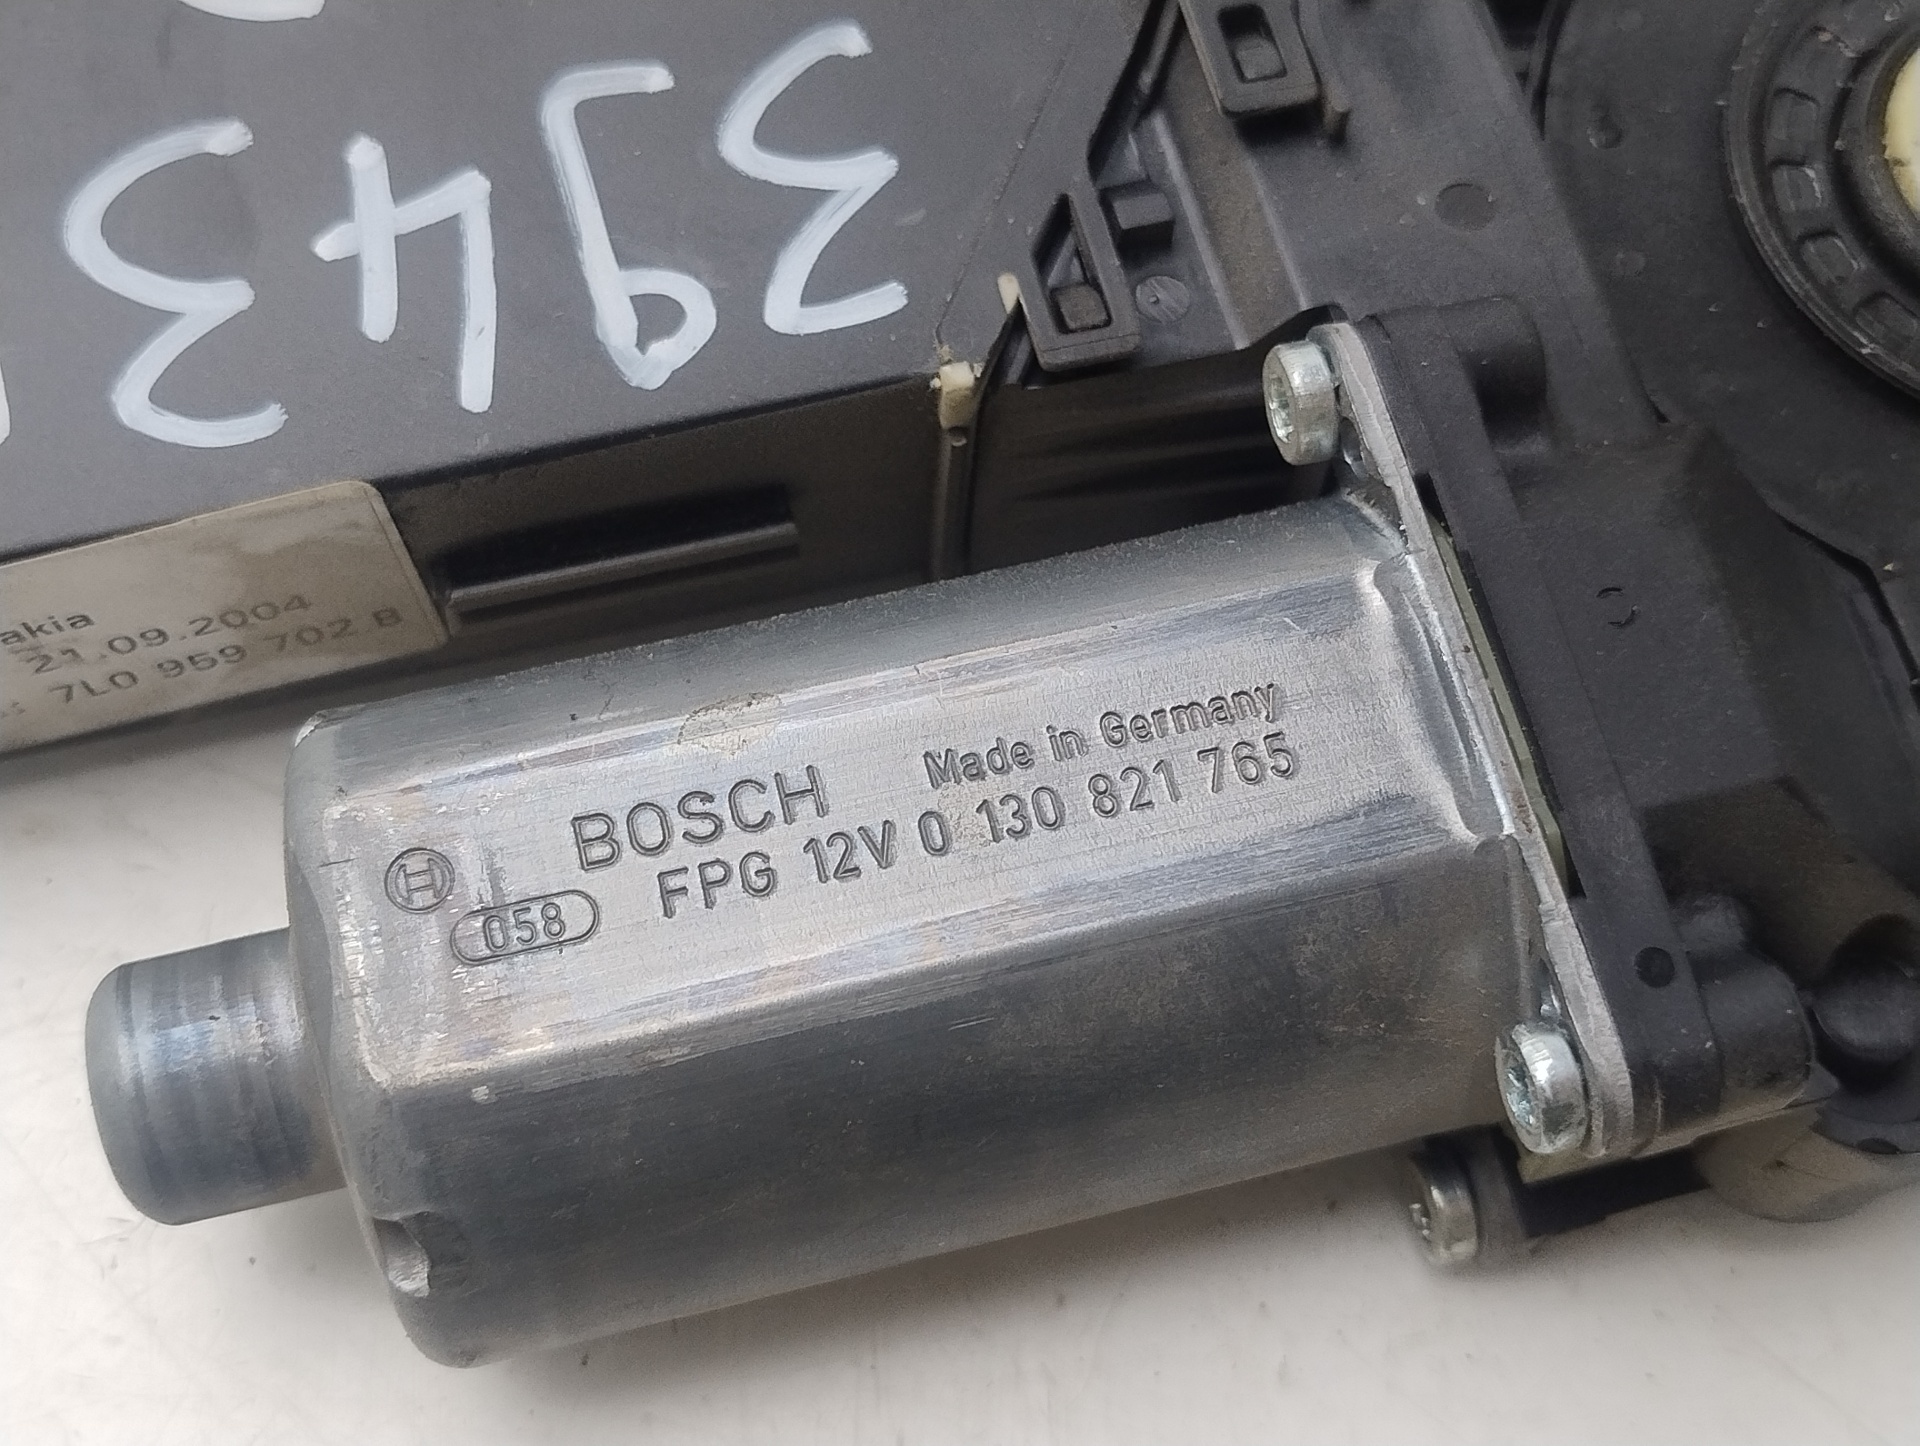 3943
akia
21.09.2004
7L0 959 702 B
Made in Germany
BOSCH
FPG 12V 0 130 821 765
058